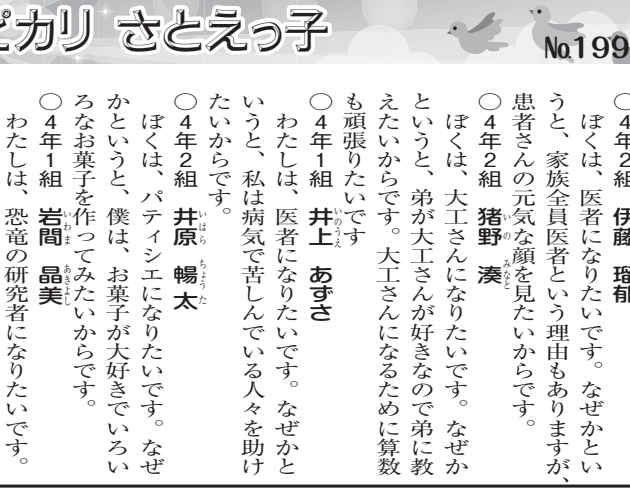 ピカリ さとえっ子
No.199
○4年2組 伊藤 瑠郁
ぼくは、医者になりたいです。なぜかとい
うと、家族全員医者という理由もありますが、
患者さんの元気な顔を見たいからです。
○4年2組 猪野 湊
ぼくは、大工さんになりたいです。なぜか
というと、弟が大工さんが好きなので弟に教
えたいからです。大工さんになるために算数
も頑張りたいです
○4年1組 井上 あずさ
わたしは、医者になりたいです。なぜかと
いうと、私は病気で苦しんでいる人々を助け
たいからです。
○4年2組 井原 暢太
ぼくは、パティシエになりたいです。なぜ
かというと、僕は、お菓子が大好きでいろい
ろなお菓子を作ってみたいからです。
○4年1組 岩間 晶美
わたしは、恐竜の研究者になりたいです。